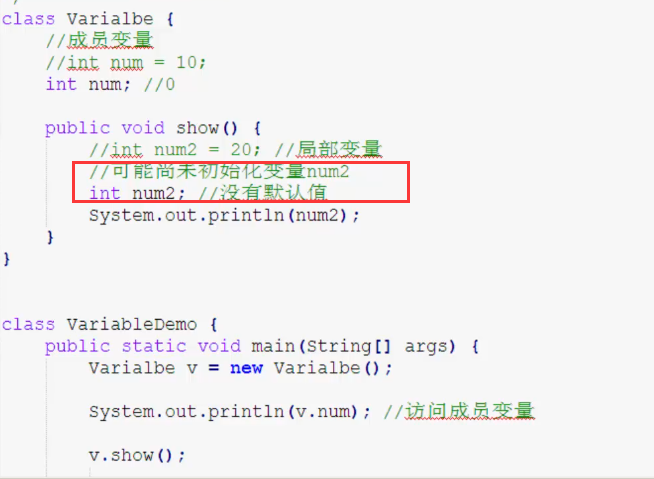 class Varialbe {
//成员变量
//int num = 10;
int num; //0
public void show() {
//int num2 = 20; //局部变量
//可能尚未初始化变量num2
int num2; //没有默认值
System.out.println(num2);
}
}
class VariableDemo {
public static void main(String[] args) {
Varialbe v = new Varialbe();
System.out.println(v.num); //访问成员变量
v.show();